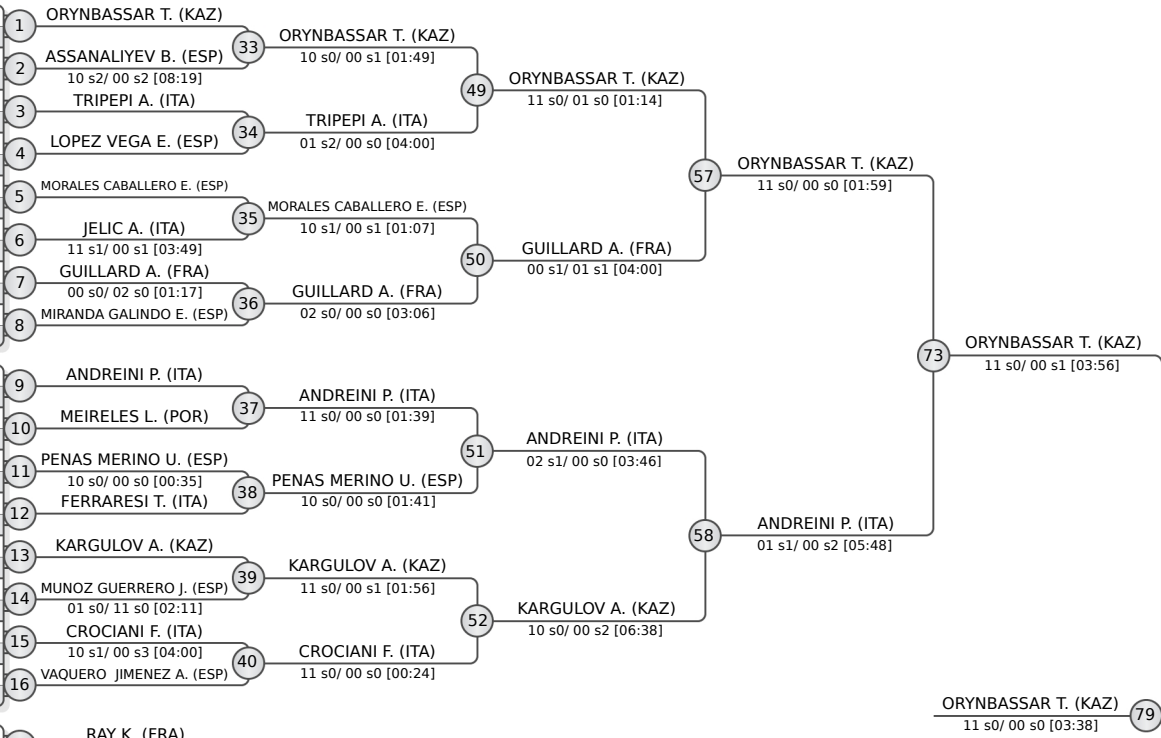 1 ORYNBASSAR T. (KAZ)
2 ASSANALIYEV B. (ESP)
10 s2/ 00 s2 [08:19]
33 ORYNBASSAR T. (KAZ)
10 s0/ 00 s1 [01:49]
3 TRIPEPI A. (ITA)
4 LOPEZ VEGA E. (ESP)
34 TRIPEPI A. (ITA)
01 s2/ 00 s0 [04:00]
49 ORYNBASSAR T. (KAZ)
11 s0/ 01 s0 [01:14]
5 MORALES CABALLERO E. (ESP)
6 JELIC A. (ITA)
11 s1/ 00 s1 [03:49]
35 MORALES CABALLERO E. (ESP)
10 s1/ 00 s1 [01:07]
7 GUILLARD A. (FRA)
00 s0/ 02 s0 [01:17]
8 MIRANDA GALINDO E. (ESP)
36 GUILLARD A. (FRA)
02 s0/ 00 s0 [03:06]
50 GUILLARD A. (FRA)
00 s1/ 01 s1 [04:00]
57 ORYNBASSAR T. (KAZ)
11 s0/ 00 s0 [01:59]
9 ANDREINI P. (ITA)
10 MEIRELES L. (POR)
37 ANDREINI P. (ITA)
11 s0/ 00 s0 [01:39]
11 PENAS MERINO U. (ESP)
10 s0/ 00 s0 [00:35]
12 FERRARESI T. (ITA)
38 PENAS MERINO U. (ESP)
10 s0/ 00 s0 [01:41]
51 ANDREINI P. (ITA)
02 s1/ 00 s0 [03:46]
13 KARGULOV A. (KAZ)
14 MUNOZ GUERRERO J. (ESP)
01 s0/ 11 s0 [02:11]
39 KARGULOV A. (KAZ)
11 s0/ 00 s1 [01:56]
15 CROCIANI F. (ITA)
10 s1/ 00 s3 [04:00]
16 VAQUERO JIMENEZ A. (ESP)
40 CROCIANI F. (ITA)
11 s0/ 00 s0 [00:24]
52 KARGULOV A. (KAZ)
10 s0/ 00 s2 [06:38]
58 ANDREINI P. (ITA)
01 s1/ 00 s2 [05:48]
73 ORYNBASSAR T. (KAZ)
11 s0/ 00 s1 [03:56]
ORYNBASSAR T. (KAZ) 79
11 s0/ 00 s0 [03:38]
RAY K. (FRA)